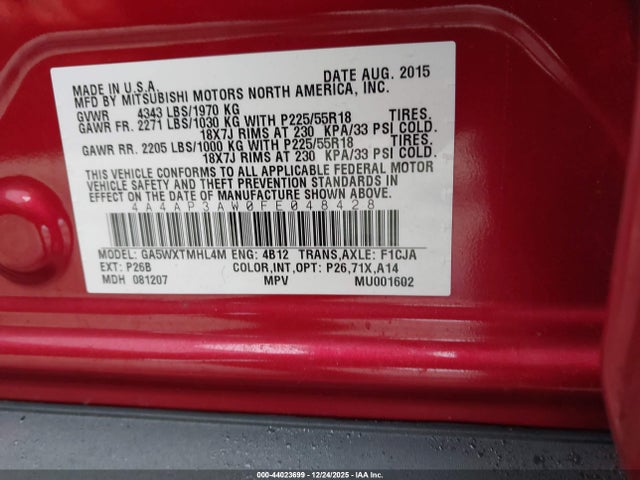 MADE IN U.S.A. DATE AUG. 2015
MFD BY MITSUBISHI MOTORS NORTH AMERICA, INC.
GVWR 4343 LBS/1970 KG
GAWR FR. 2271 LBS/1030 KG WITH P225/55R18 TIRES,
18X7J RIMS AT 230 KPA/33 PSI COLD.
GAWR RR. 2205 LBS/1000 KG WITH P225/55R18 TIRES,
18X7J RIMS AT 230 KPA/33 PSI COLD.
THIS VEHICLE CONFORMS TO ALL APPLICABLE FEDERAL MOTOR
VEHICLE SAFETY AND THEFT PREVENTION STANDARDS IN
EFFECT ON THE DATE OF MANUFACTURE SHOWN ABOVE.
4A4AP3AW0FE048428
MODEL: GA5WXTMHL4M ENG: 4B12 TRANS,AXLE: F1CJA
EXT: P26B COLOR,INT,OPT: P26,71X,A14
MDH 081207 MPV MU001602
000-44023699 - 12/24/2025 - IAA Inc.